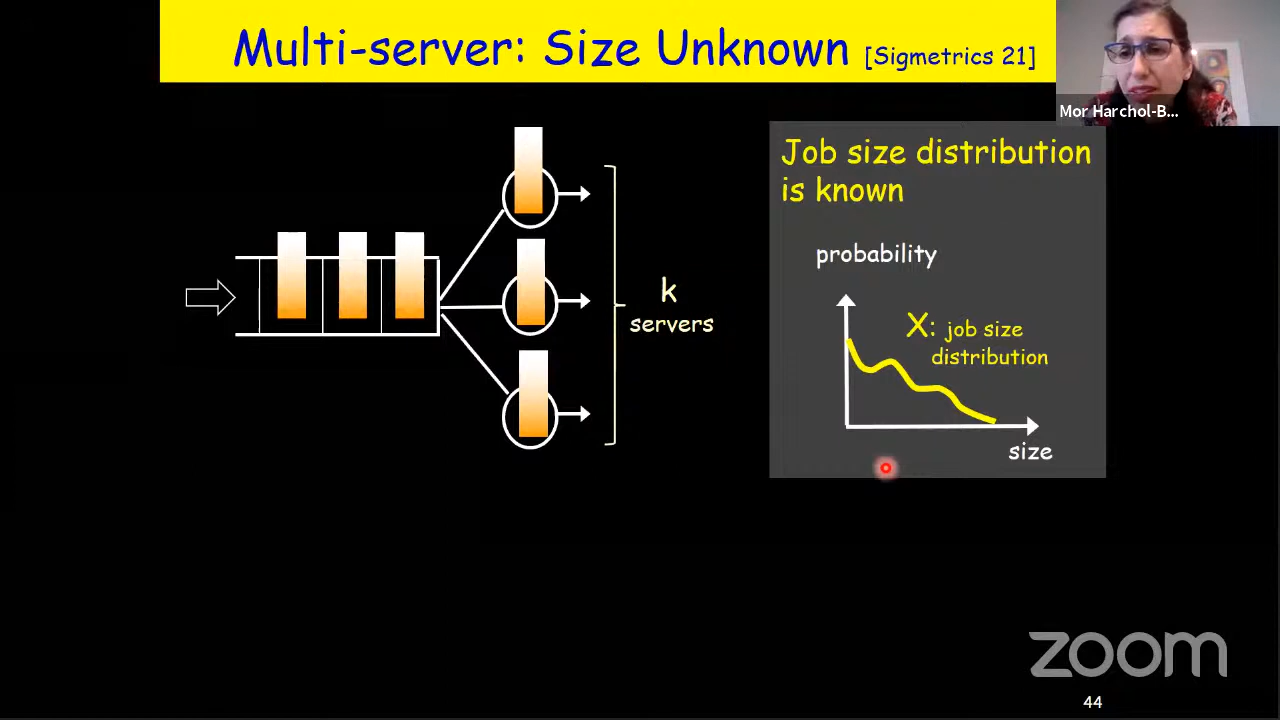 Multi-server: Size Unknown [Sigmetrics 21]
Mor Harchol-B...
Job size distribution
is known
probability
X: job size
distribution
size
k
servers
zoom
44